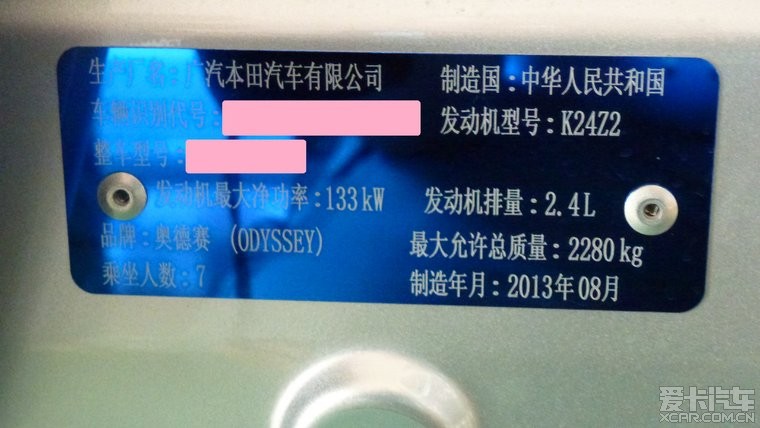 生产厂名：广汽本田汽车有限公司 制造国：中华人民共和国
车辆识别代号： 发动机型号：K24Z2
整车型号：
发动机最大净功率：133kW 发动机排量：2.4L
品牌：奥德赛 (ODYSSEY) 最大允许总质量：2280kg
乘坐人数：7 制造年月：2013年08月
爱卡汽车
XCAR.COM.CN